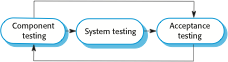 Component
testing
System testing
Acceptance
testing